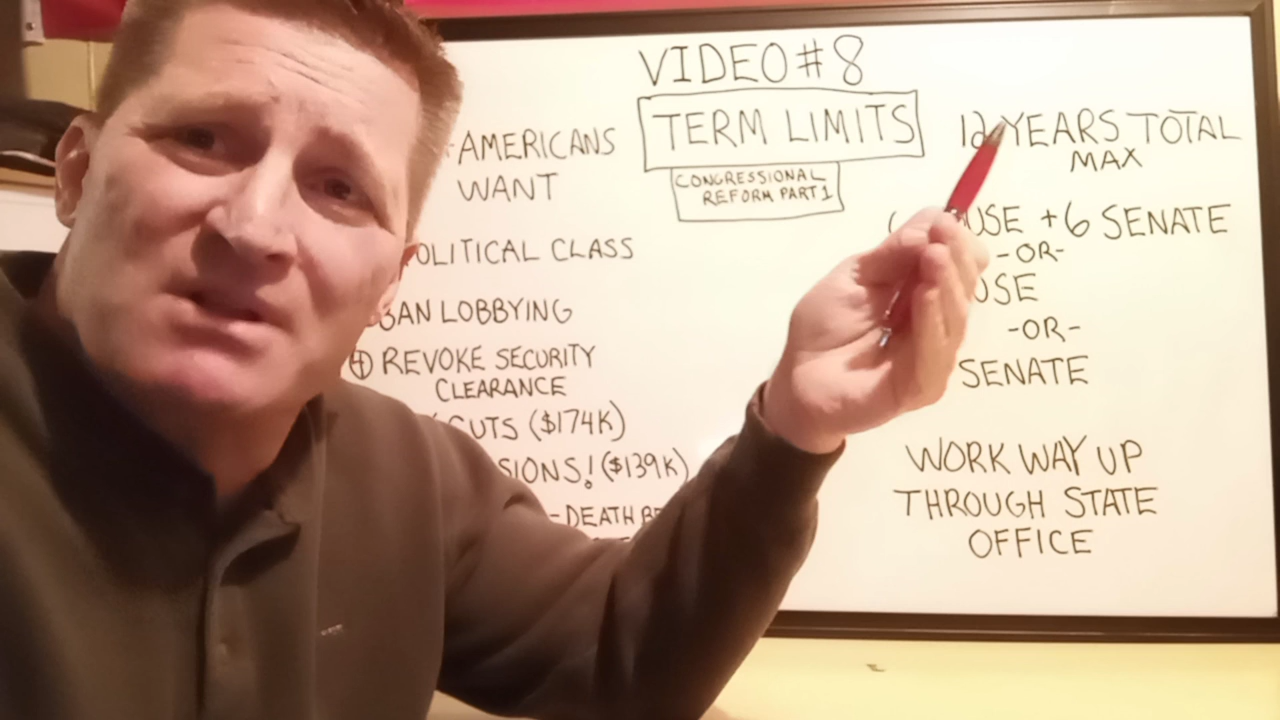 VIDEO #8
TERM LIMITS
CONGRESSIONAL
REFORM PART 1
AMERICANS
WANT
POLITICAL CLASS
BAN LOBBYING
REVOKE SECURITY
CLEARANCE
CUTS ($174K)
SIONS! ($139K)
-DEATH BE
12 YEARS TOTAL
MAX
USE +6 SENATE
-OR-
USE
-OR-
SENATE
WORK WAY UP
THROUGH STATE
OFFICE